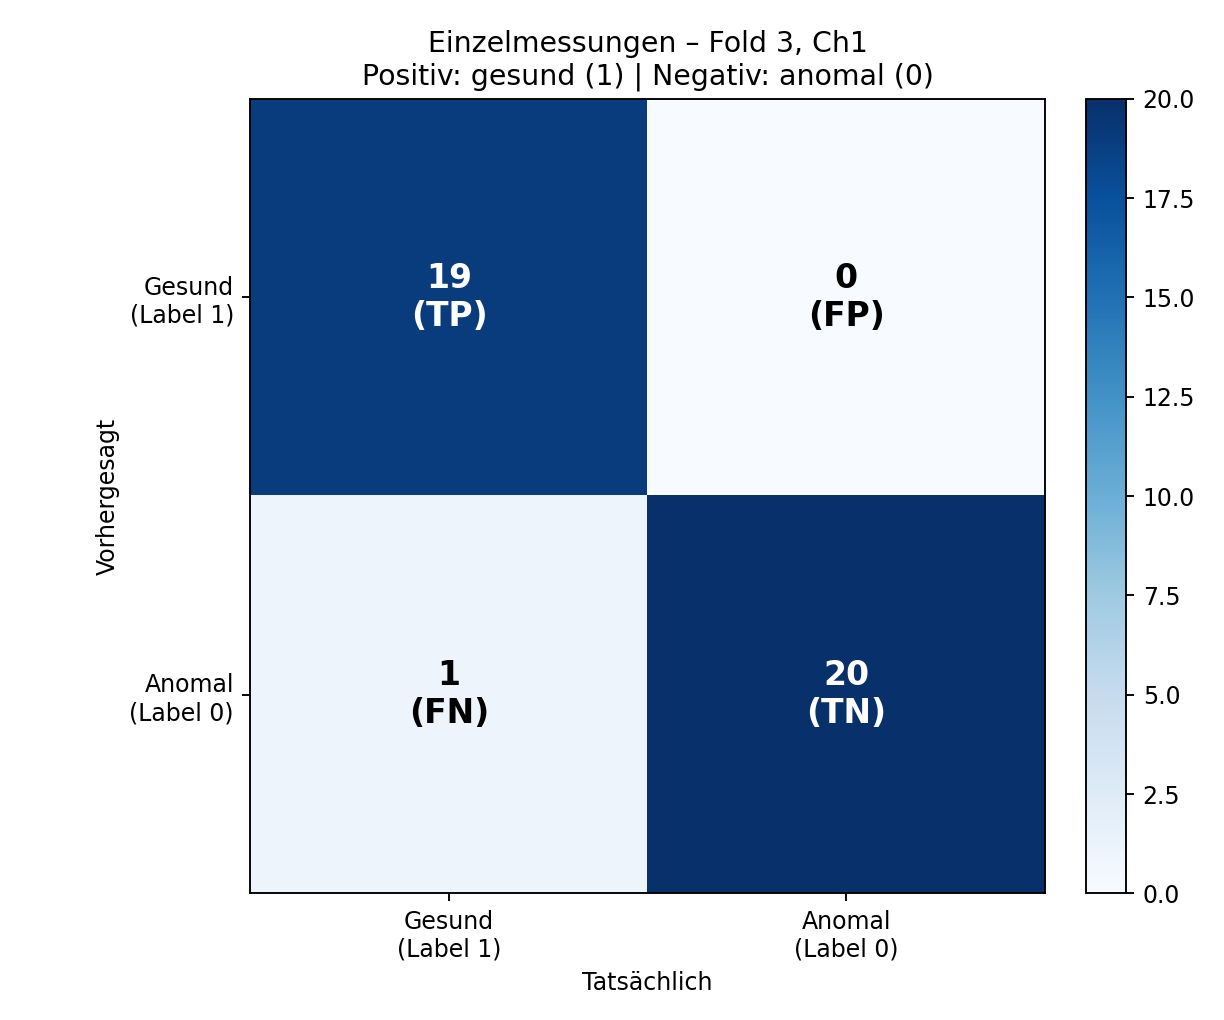 Einzelmessungen – Fold 3, Ch1
Positiv: gesund (1) | Negativ: anomal (0)
Vorhergesagt
Gesund
(Label 1)
19
(TP)
0
(FP)
Anomal
(Label 0)
1
(FN)
20
(TN)
Gesund
(Label 1)
Anomal
(Label 0)
Tatsächlich
20.0
17.5
15.0
12.5
10.0
7.5
5.0
2.5
0.0